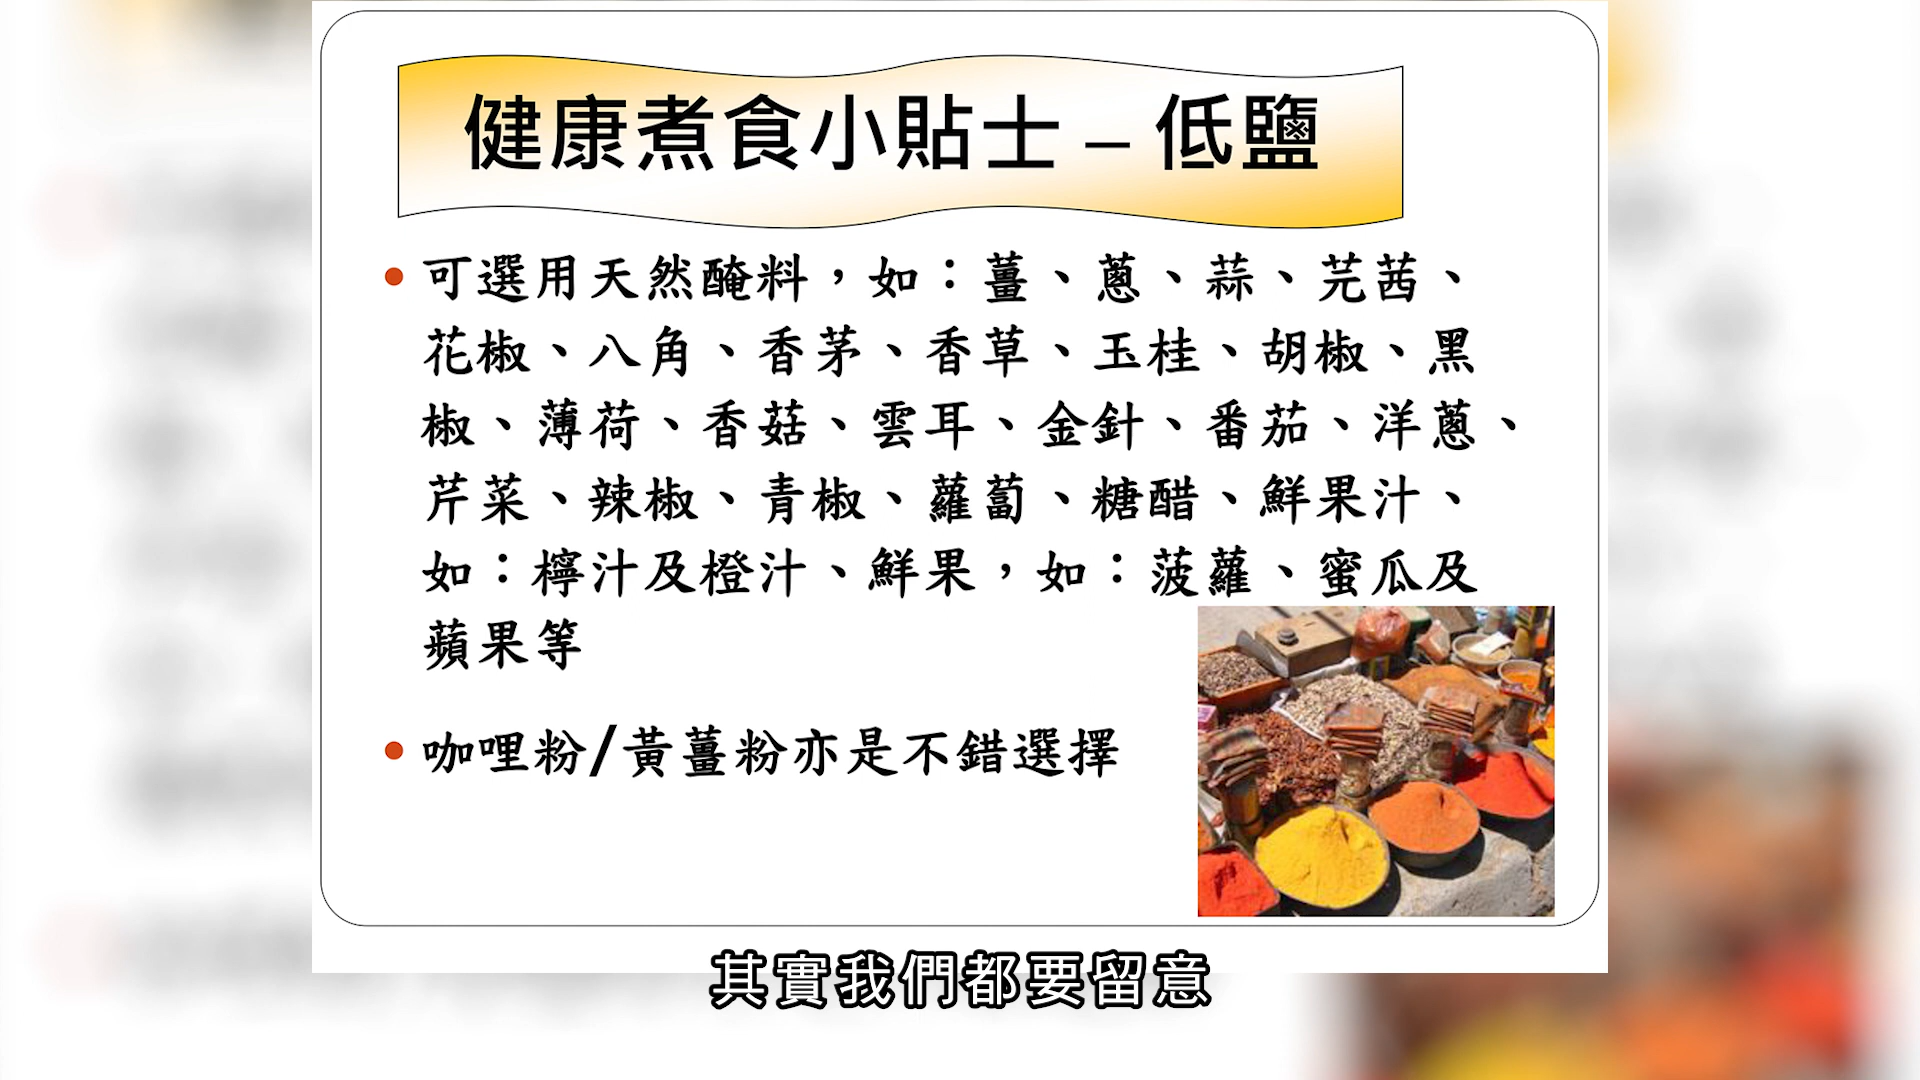 健康煮食小貼士 – 低鹽
•可選用天然醃料，如：薑、蔥、蒜、芫茜、
花椒、八角、香茅、香草、玉桂、胡椒、黑
椒、薄荷、香菇、雲耳、金針、番茄、洋蔥、
芹菜、辣椒、青椒、蘿蔔、糖醋、鮮果汁、
如：檸汁及橙汁、鮮果，如：菠蘿、蜜瓜及
蘋果等
•咖哩粉/黃薑粉亦是不錯選擇
其實我們都要留意